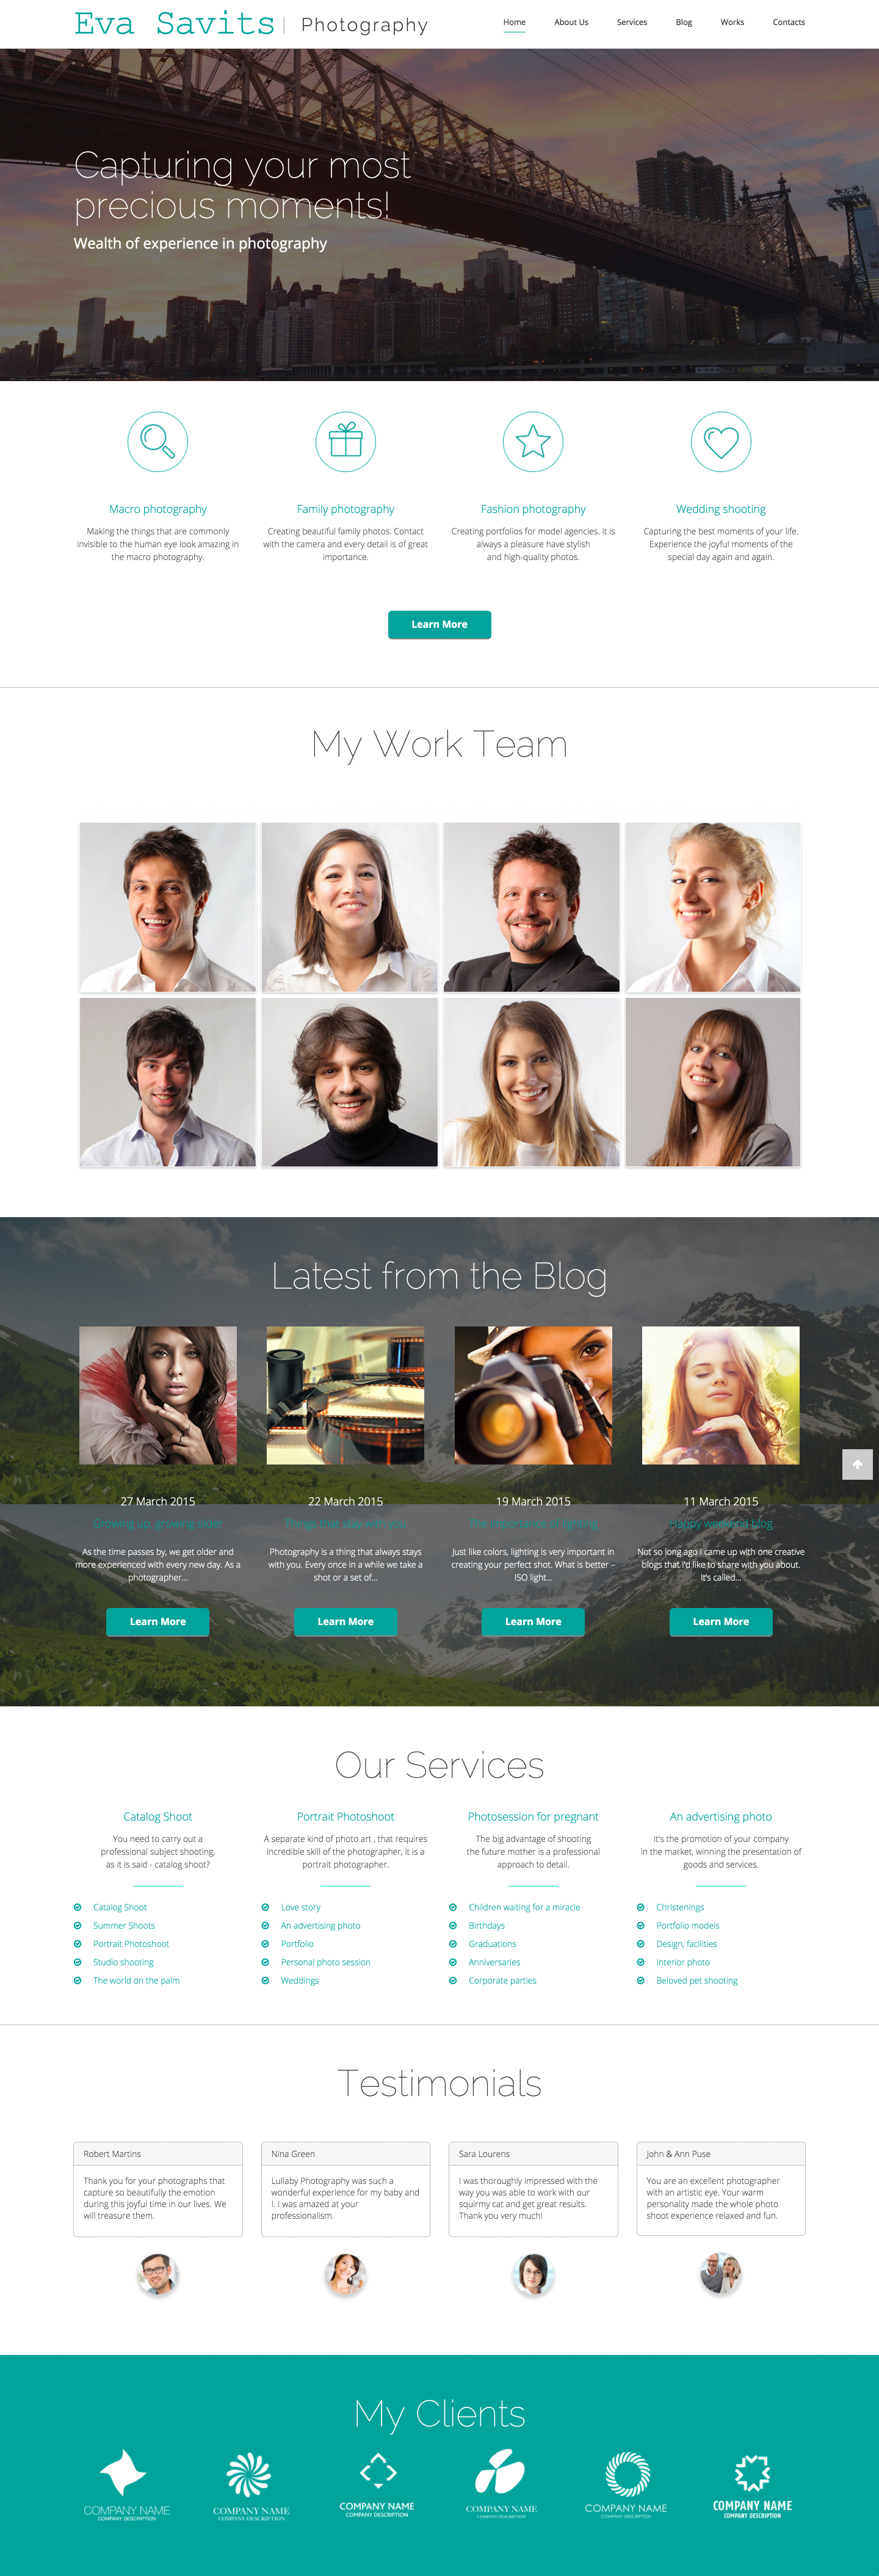 Eva Savits | Photography
Home About Us Services Blog Works Contacts
Capturing your most
precious moments!
Wealth of experience in photography
Macro photography
Making the things that are commonly
invisible to the human eye look amazing in
the macro photography.
Family photography
Creating beautiful family photos. Contact
with the camera and every detail is of great
importance.
Fashion photography
Creating portfolios for model agencies. It is
always a pleasure have stylish
and high-quality photos.
Wedding shooting
Capturing the best moments of your life.
Experience the joyful moments of the
special day again and again.
Learn More
My Work Team
Latest from the Blog
27 March 2015
Growing up, growing older
As the time passes by, we get older and
more experienced with every new day. As a
photographer...
Learn More
22 March 2015
Things that stay with you
Photography is a thing that always stays
with you. Every once in a while we take a
shot or a set of...
Learn More
19 March 2015
The importance of lighting
Just like colors, lighting is very important in
creating your perfect shot. What is better –
ISO light...
Learn More
11 March 2015
Happy weekend blog
Not so long ago I came up with one creative
blogs that I'd like to share with you about.
It's called...
Learn More
Our Services
Catalog Shoot
You need to carry out a
professional subject shooting,
as it is said - catalog shoot?
Catalog Shoot
Summer Shoots
Portrait Photoshoot
Studio shooting
The world on the palm
Portrait Photoshoot
A separate kind of photo art , that requires
incredible skill of the photographer, it is a
portrait photographer.
Love story
An advertising photo
Portfolio
Personal photo session
Weddings
Photosession for pregnant
The big advantage of shooting
the future mother is a professional
approach to detail.
Children waiting for a miracle
Birthdays
Graduations
Anniversaries
Corporate parties
An advertising photo
It's the promotion of your company
in the market, winning the presentation of
goods and services.
Christenings
Portfolio models
Design, facilities
Interior photo
Beloved pet shooting
Testimonials
Robert Martins
Thank you for your photographs that
capture so beautifully the emotion
during this joyful time in our lives. We
will treasure them.
Nina Green
Lullaby Photography was such a
wonderful experience for my baby and
I. I was amazed at your
professionalism.
Sara Lourens
I was thoroughly impressed with the
way you was able to work with our
squirmy cat and get great results.
Thank you very much!
John & Ann Puse
You are an excellent photographer
with an artistic eye. Your warm
personality made the whole photo
shoot experience relaxed and fun.
My Clients
COMPANY NAME
COMPANY DESCRIPTION
COMPANY NAME
COMPANY DESCRIPTION
COMPANY NAME
COMPANY DESCRIPTION
COMPANY NAME
COMPANY DESCRIPTION
COMPANY NAME
COMPANY DESCRIPTION
COMPANY NAME
COMPANY DESCRIPTION